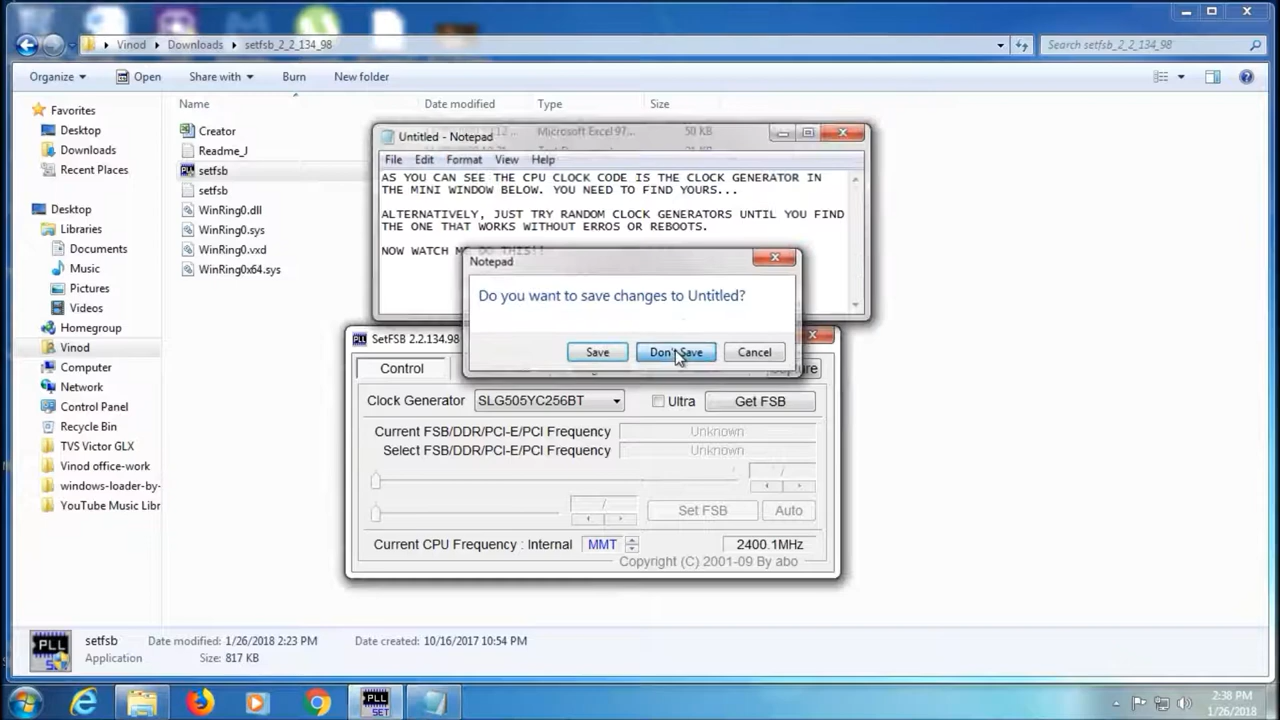 Vinod
Downloads
setfsb_2_2_134_98
Search setfsb_2_2_134_98
Organize
Open
Share with
Burn
New folder
Favorites
Desktop
Downloads
Recent Places
Desktop
Libraries
Documents
Music
Pictures
Videos
Homegroup
Vinod
Computer
Network
Control Panel
Recycle Bin
TVS Victor GLX
Vinod office-work
windows-loader-by-
YouTube Music Libr
Name
Date modified
Type
Size
Creator
Microsoft Excel 97...
50 KB
Readme_J
setfsb
setfsb
WinRing0.dll
WinRing0.sys
WinRing0.vxd
WinRing0x64.sys
Untitled - Notepad
File Edit Format View Help
AS YOU CAN SEE THE CPU CLOCK CODE IS THE CLOCK GENERATOR IN
THE MINI WINDOW BELOW. YOU NEED TO FIND YOURS...
ALTERNATIVELY, JUST TRY RANDOM CLOCK GENERATORS UNTIL YOU FIND
THE ONE THAT WORKS WITHOUT ERROS OR REBOOTS.
NOW WATCH ME DO THIS!!
Notepad
Do you want to save changes to Untitled?
Save
Don't Save
Cancel
SetFSB 2.2.134.98
Control
Clock Generator
SLG505YC256BT
Ultra
Get FSB
Current FSB/DDR/PCI-E/PCI Frequency
Unknown
Select FSB/DDR/PCI-E/PCI Frequency
Unknown
/
/
Set FSB
Auto
Current CPU Frequency : Internal
MMT
2400.1MHz
Copyright (C) 2001-09 By abo
PLL
setfsb
Date modified: 1/26/2018 2:23 PM
Date created: 10/16/2017 10:54 PM
Application
Size: 817 KB
PLL
SET
2:38 PM
1/26/2018